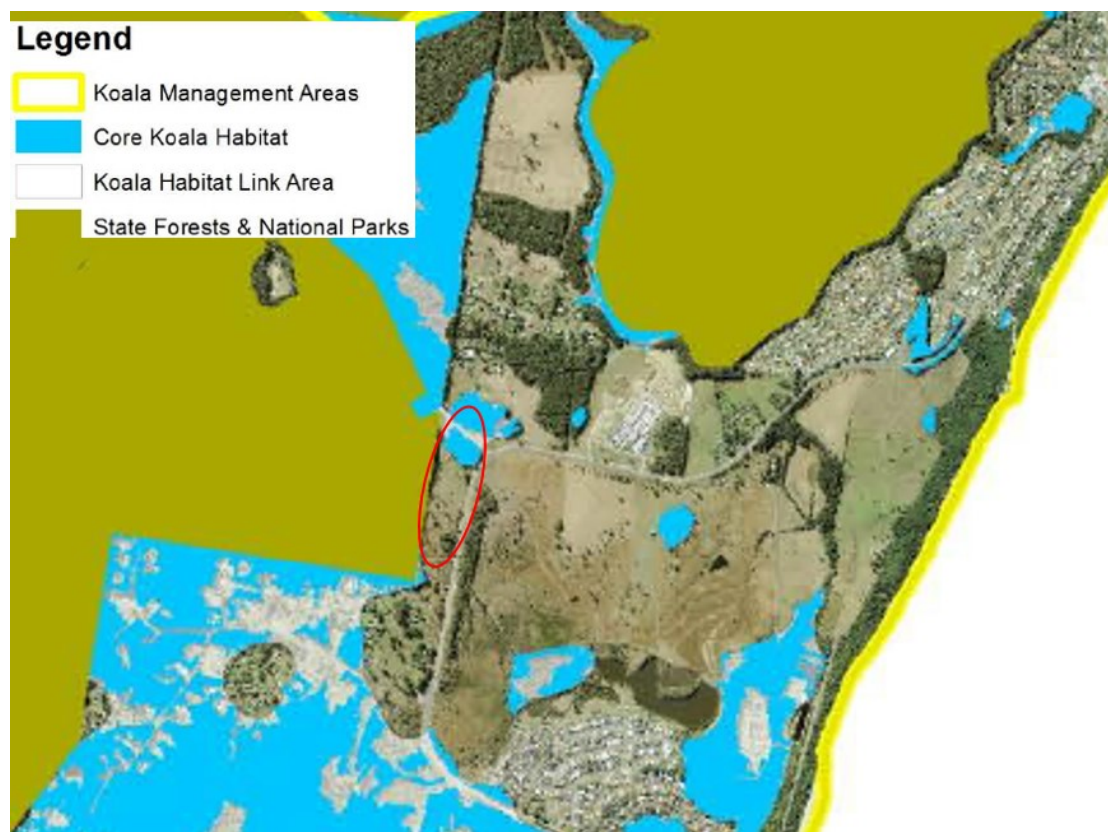 Legend
Koala Management Areas
Core Koala Habitat
Koala Habitat Link Area
State Forests & National Parks